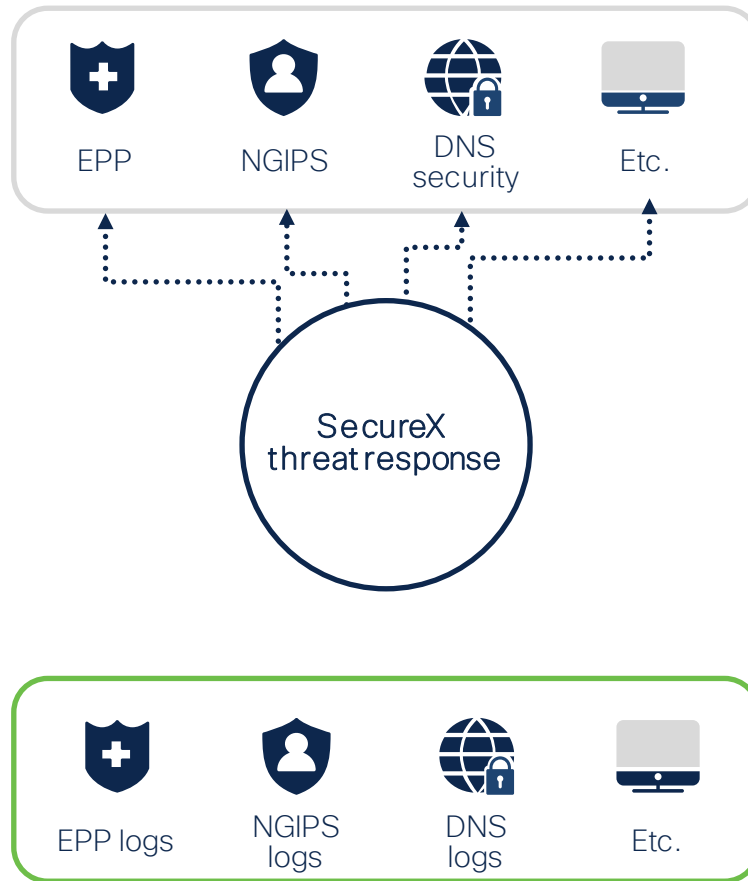 EPP
NGIPS
DNS
security
Etc.
SecureX
threat response
EPP logs
NGIPS
logs
DNS
logs
Etc.